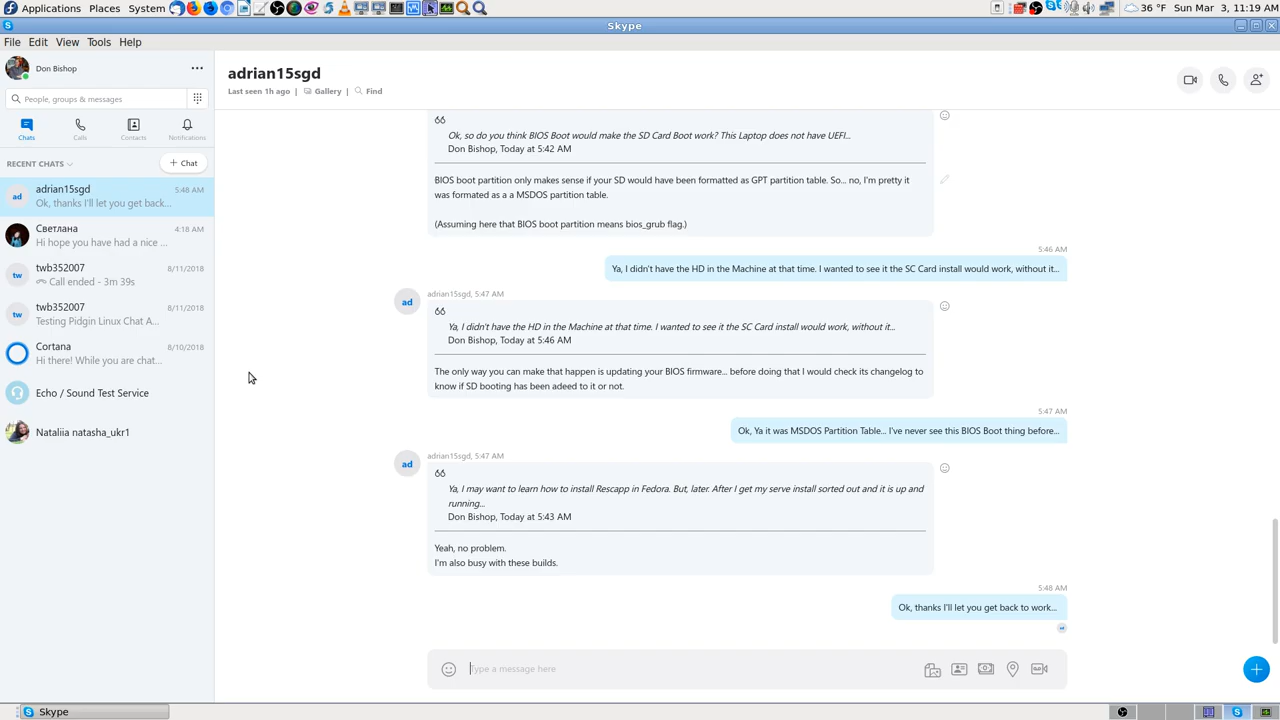 Applications Places System 36 °F Sun Mar 3, 11:19 AM
Skype
File Edit View Tools Help
Don Bishop
People, groups & messages
Chats Calls Contacts Notifications
RECENT CHATS
+ Chat
adrian15sgd 5:48 AM
Ok, thanks I'll let you get back...
Светлана 4:18 AM
Hi hope you have had a nice ...
twb352007 8/11/2018
Call ended - 3m 39s
twb352007 8/11/2018
Testing Pidgin Linux Chat A...
Cortana 8/10/2018
Hi there! While you are chat...
Echo / Sound Test Service
Nataliia natasha_ukr1
adrian15sgd
Last seen 1h ago | Gallery | Find
Ok, so do you think BIOS Boot would make the SD Card Boot work? This Laptop does not have UEFI...
Don Bishop, Today at 5:42 AM
BIOS boot partition only makes sense if your SD would have been formatted as GPT partition table. So... no, I'm pretty it
was formated as a a MSDOS partition table.
(Assuming here that BIOS boot partition means bios_grub flag.)
5:46 AM
Ya, I didn't have the HD in the Machine at that time. I wanted to see it the SC Card install would work, without it...
ad
adrian15sgd, 5:47 AM
Ya, I didn't have the HD in the Machine at that time. I wanted to see it the SC Card install would work, without it...
Don Bishop, Today at 5:46 AM
The only way you can make that happen is updating your BIOS firmware... before doing that I would check its changelog to
know if SD booting has been adeed to it or not.
5:47 AM
Ok, Ya it was MSDOS Partition Table... I've never see this BIOS Boot thing before...
ad
adrian15sgd, 5:47 AM
Ya, I may want to learn how to install Rescapp in Fedora. But, later. After I get my serve install sorted out and it is up and
running...
Don Bishop, Today at 5:43 AM
Yeah, no problem.
I'm also busy with these builds.
5:48 AM
Ok, thanks I'll let you get back to work...
Type a message here
Skype